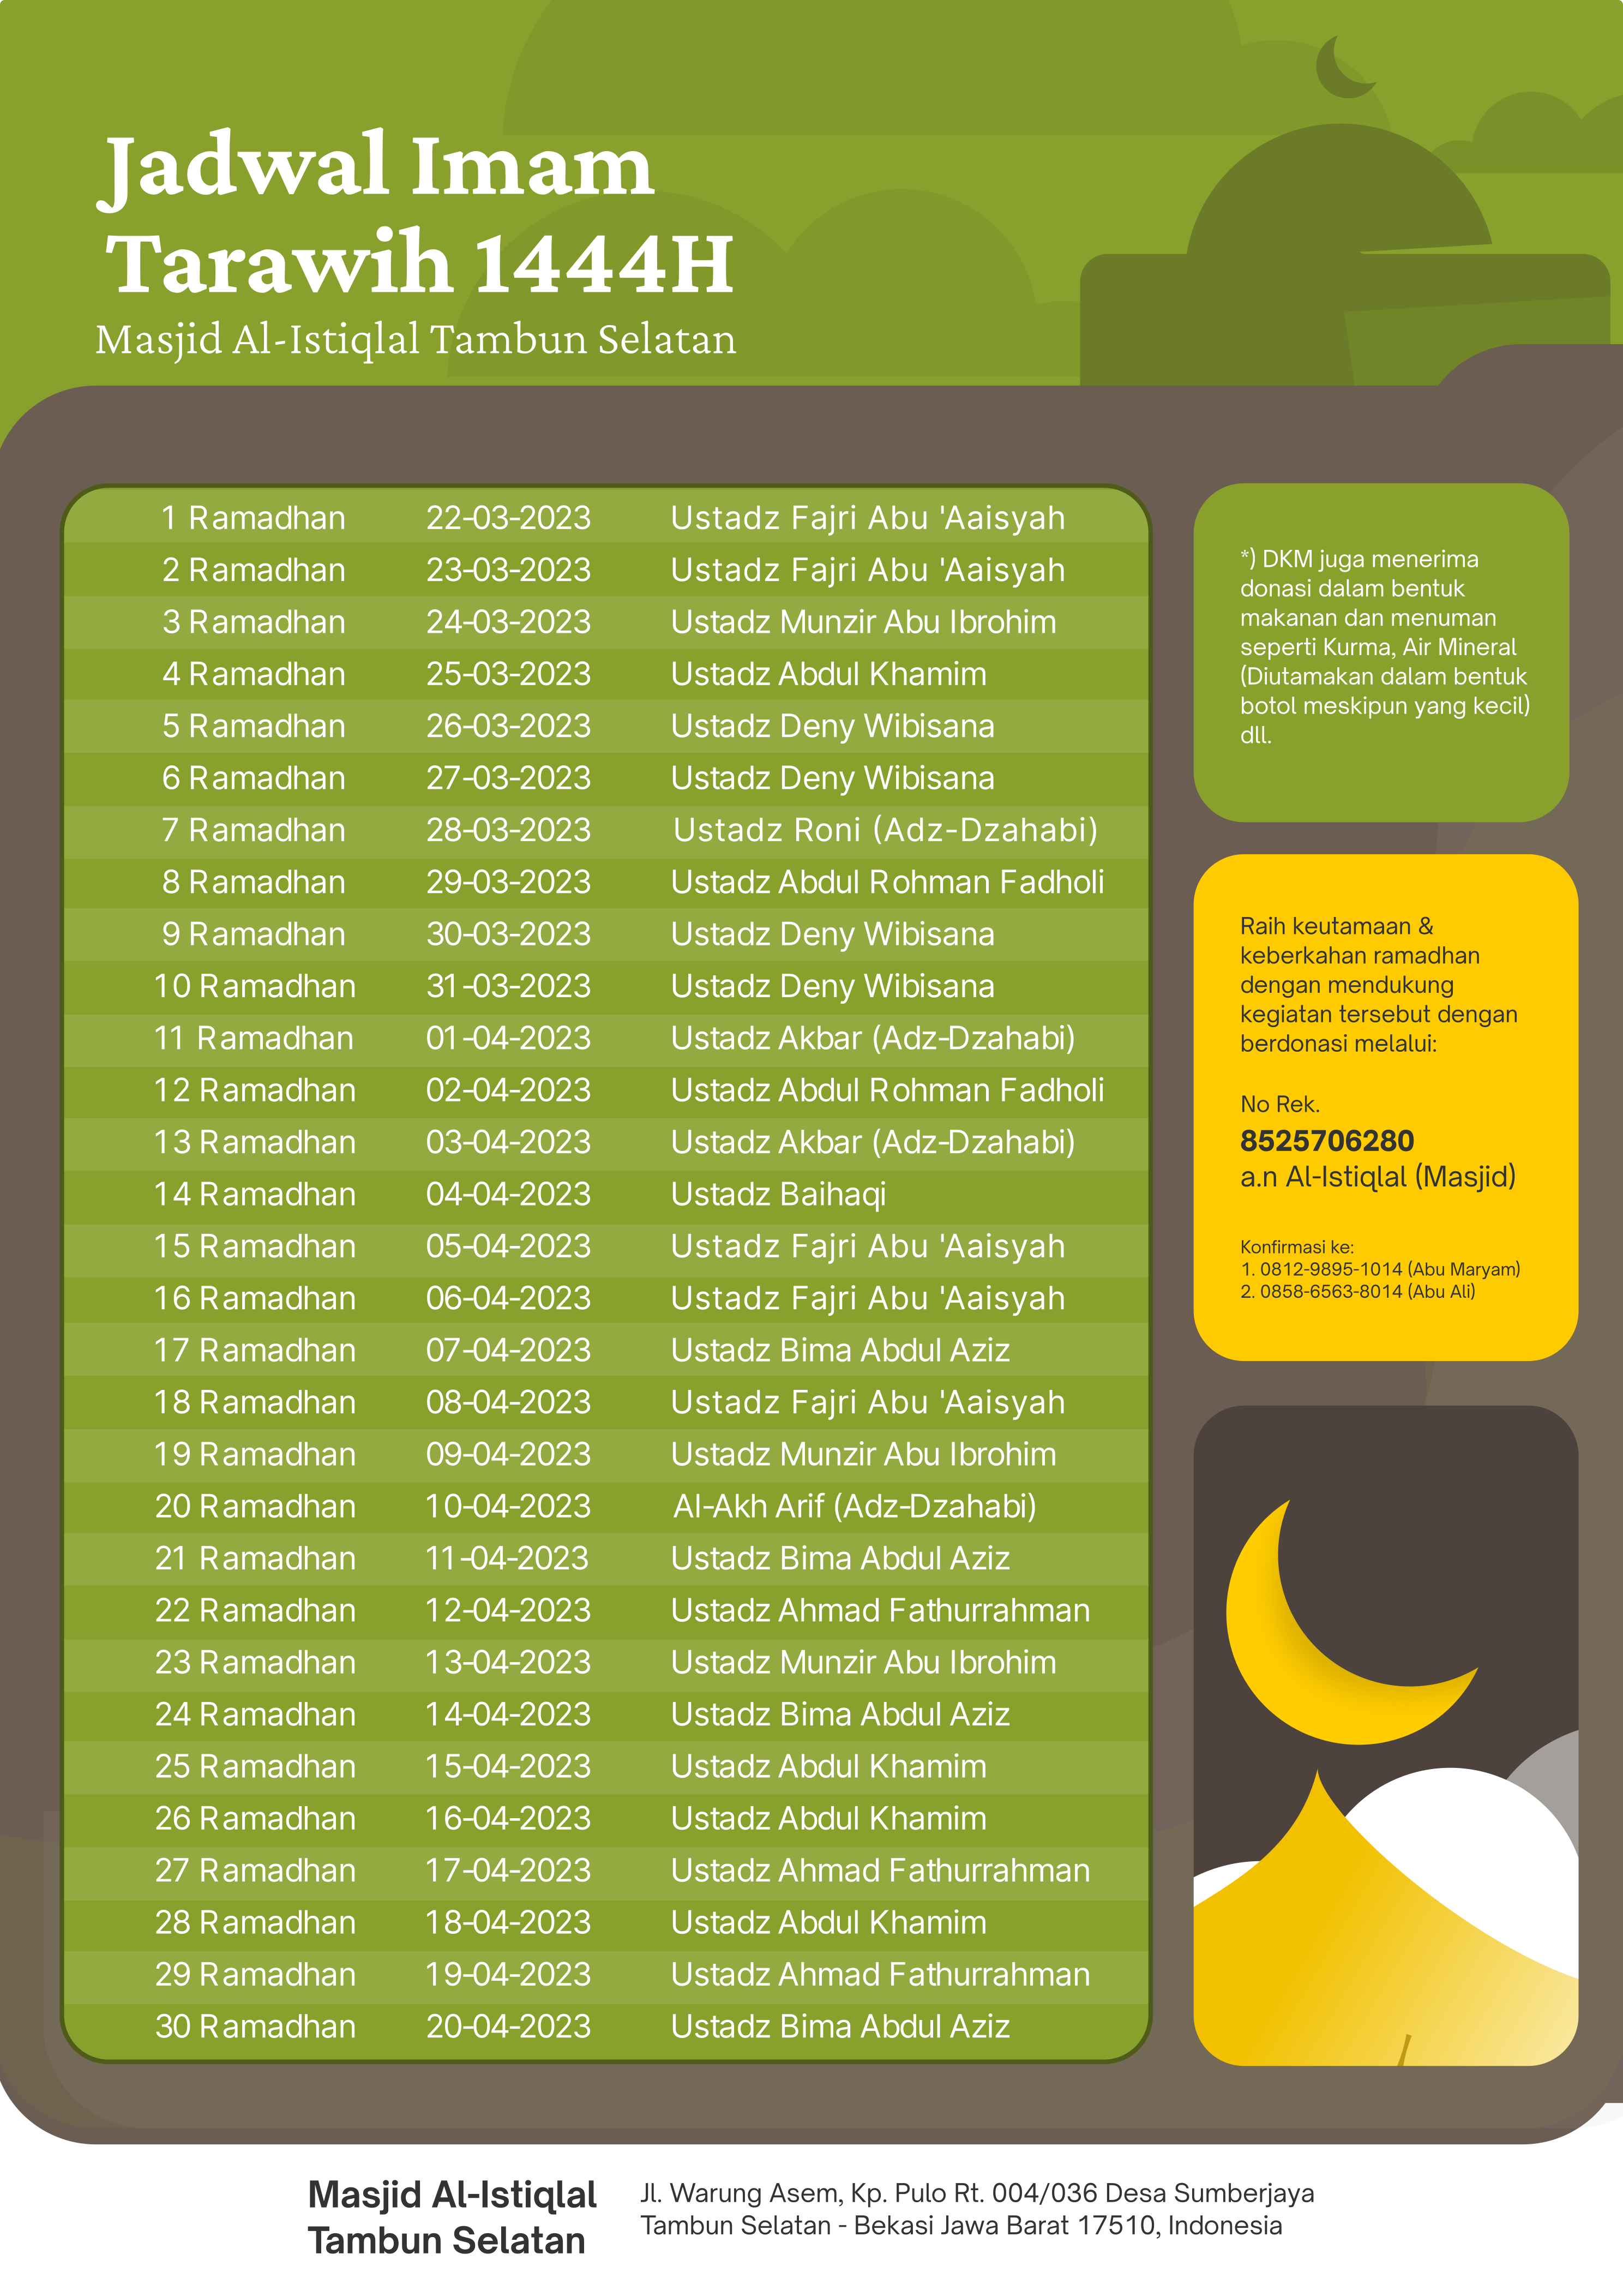 Jadwal Imam
Tarawih 1444H
Masjid Al-Istiqlal Tambun Selatan
1 Ramadhan 22-03-2023 Ustadz Fajri Abu 'Aaisyah
2 Ramadhan 23-03-2023 Ustadz Fajri Abu 'Aaisyah
3 Ramadhan 24-03-2023 Ustadz Munzir Abu Ibrohim
4 Ramadhan 25-03-2023 Ustadz Abdul Khamim
5 Ramadhan 26-03-2023 Ustadz Deny Wibisana
6 Ramadhan 27-03-2023 Ustadz Deny Wibisana
7 Ramadhan 28-03-2023 Ustadz Roni (Adz-Dzahabi)
8 Ramadhan 29-03-2023 Ustadz Abdul Rohman Fadholi
9 Ramadhan 30-03-2023 Ustadz Deny Wibisana
10 Ramadhan 31-03-2023 Ustadz Deny Wibisana
11 Ramadhan 01-04-2023 Ustadz Akbar (Adz-Dzahabi)
12 Ramadhan 02-04-2023 Ustadz Abdul Rohman Fadholi
13 Ramadhan 03-04-2023 Ustadz Akbar (Adz-Dzahabi)
14 Ramadhan 04-04-2023 Ustadz Baihaqi
15 Ramadhan 05-04-2023 Ustadz Fajri Abu 'Aaisyah
16 Ramadhan 06-04-2023 Ustadz Fajri Abu 'Aaisyah
17 Ramadhan 07-04-2023 Ustadz Bima Abdul Aziz
18 Ramadhan 08-04-2023 Ustadz Fajri Abu 'Aaisyah
19 Ramadhan 09-04-2023 Ustadz Munzir Abu Ibrohim
20 Ramadhan 10-04-2023 Al-Akh Arif (Adz-Dzahabi)
21 Ramadhan 11-04-2023 Ustadz Bima Abdul Aziz
22 Ramadhan 12-04-2023 Ustadz Ahmad Fathurrahman
23 Ramadhan 13-04-2023 Ustadz Munzir Abu Ibrohim
24 Ramadhan 14-04-2023 Ustadz Bima Abdul Aziz
25 Ramadhan 15-04-2023 Ustadz Abdul Khamim
26 Ramadhan 16-04-2023 Ustadz Abdul Khamim
27 Ramadhan 17-04-2023 Ustadz Ahmad Fathurrahman
28 Ramadhan 18-04-2023 Ustadz Abdul Khamim
29 Ramadhan 19-04-2023 Ustadz Ahmad Fathurrahman
30 Ramadhan 20-04-2023 Ustadz Bima Abdul Aziz
*) DKM juga menerima
donasi dalam bentuk
makanan dan menuman
seperti Kurma, Air Mineral
(Diutamakan dalam bentuk
botol meskipun yang kecil)
dll.
Raih keutamaan &
keberkahan ramadhan
dengan mendukung
kegiatan tersebut dengan
berdonasi melalui:
No Rek.
8525706280
a.n Al-Istiqlal (Masjid)
Konfirmasi ke:
1. 0812-9895-1014 (Abu Maryam)
2. 0858-6563-8014 (Abu Ali)
Masjid Al-Istiqlal
Tambun Selatan
Jl. Warung Asem, Kp. Pulo Rt. 004/036 Desa Sumberjaya
Tambun Selatan - Bekasi Jawa Barat 17510, Indonesia